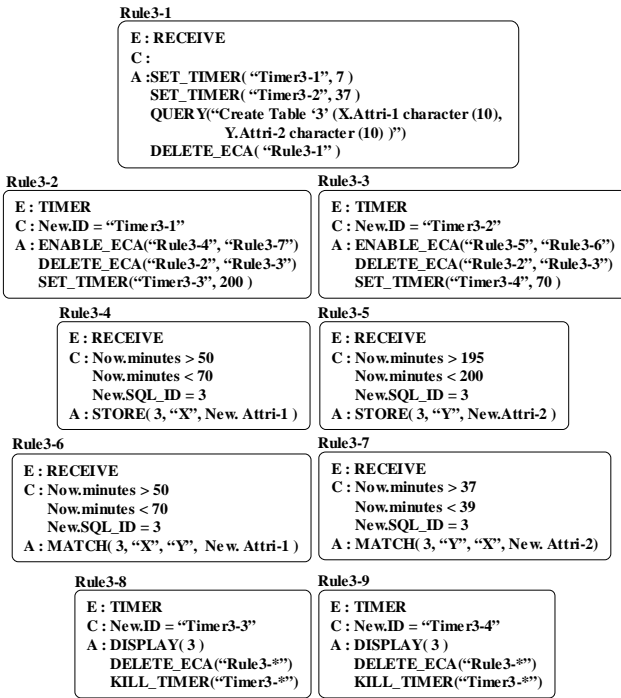 Rule3-1
E : RECEIVE
C :
A :SET_TIMER( “Timer3-1”, 7 )
SET_TIMER( “Timer3-2”, 37 )
QUERY(“Create Table ‘3’ (X.Attri-1 character (10),
Y.Attri-2 character (10) )”)
DELETE_ECA( “Rule3-1” )
Rule3-2
E : TIMER
C : New.ID = “Timer3-1”
A : ENABLE_ECA(“Rule3-4”, “Rule3-7”)
DELETE_ECA(“Rule3-2”, “Rule3-3”)
SET_TIMER(“Timer3-3”, 200 )
Rule3-3
E : TIMER
C : New.ID = “Timer3-2”
A : ENABLE_ECA(“Rule3-5”, “Rule3-6”)
DELETE_ECA(“Rule3-2”, “Rule3-3”)
SET_TIMER(“Timer3-4”, 70 )
Rule3-4
E : RECEIVE
C : Now.minutes > 50
Now.minutes < 70
New.SQL_ID = 3
A : STORE( 3, “X”, New. Attri-1 )
Rule3-5
E : RECEIVE
C : Now.minutes > 195
Now.minutes < 200
New.SQL_ID = 3
A : STORE( 3, “Y”, New.Attri-2 )
Rule3-6
E : RECEIVE
C : Now.minutes > 50
Now.minutes < 70
New.SQL_ID = 3
A : MATCH( 3, “X”, “Y”, New. Attri-1 )
Rule3-7
E : RECEIVE
C : Now.minutes > 37
Now.minutes < 39
New.SQL_ID = 3
A : MATCH( 3, “Y”, “X”, New. Attri-2)
Rule3-8
E : TIMER
C : New.ID = “Timer3-3”
A : DISPLAY( 3 )
DELETE_ECA(“Rule3-*”)
KILL_TIMER(“Timer3-*”)
Rule3-9
E : TIMER
C : New.ID = “Timer3-4”
A : DISPLAY( 3 )
DELETE_ECA(“Rule3-*”)
KILL_TIMER(“Timer3-*”)